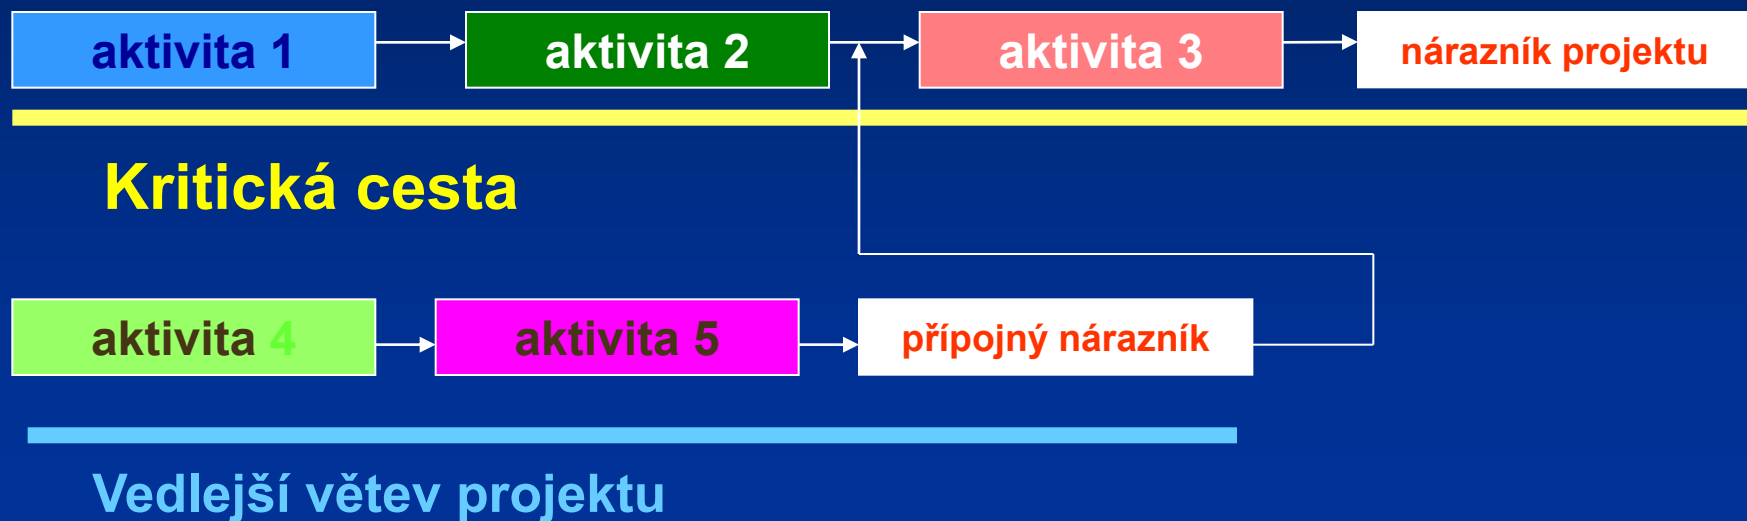 aktivita 1
aktivita 2
aktivita 3
nárazník projektu
Kritická cesta
aktivita 4
aktivita 5
přípojný nárazník
Vedlejší větev projektu